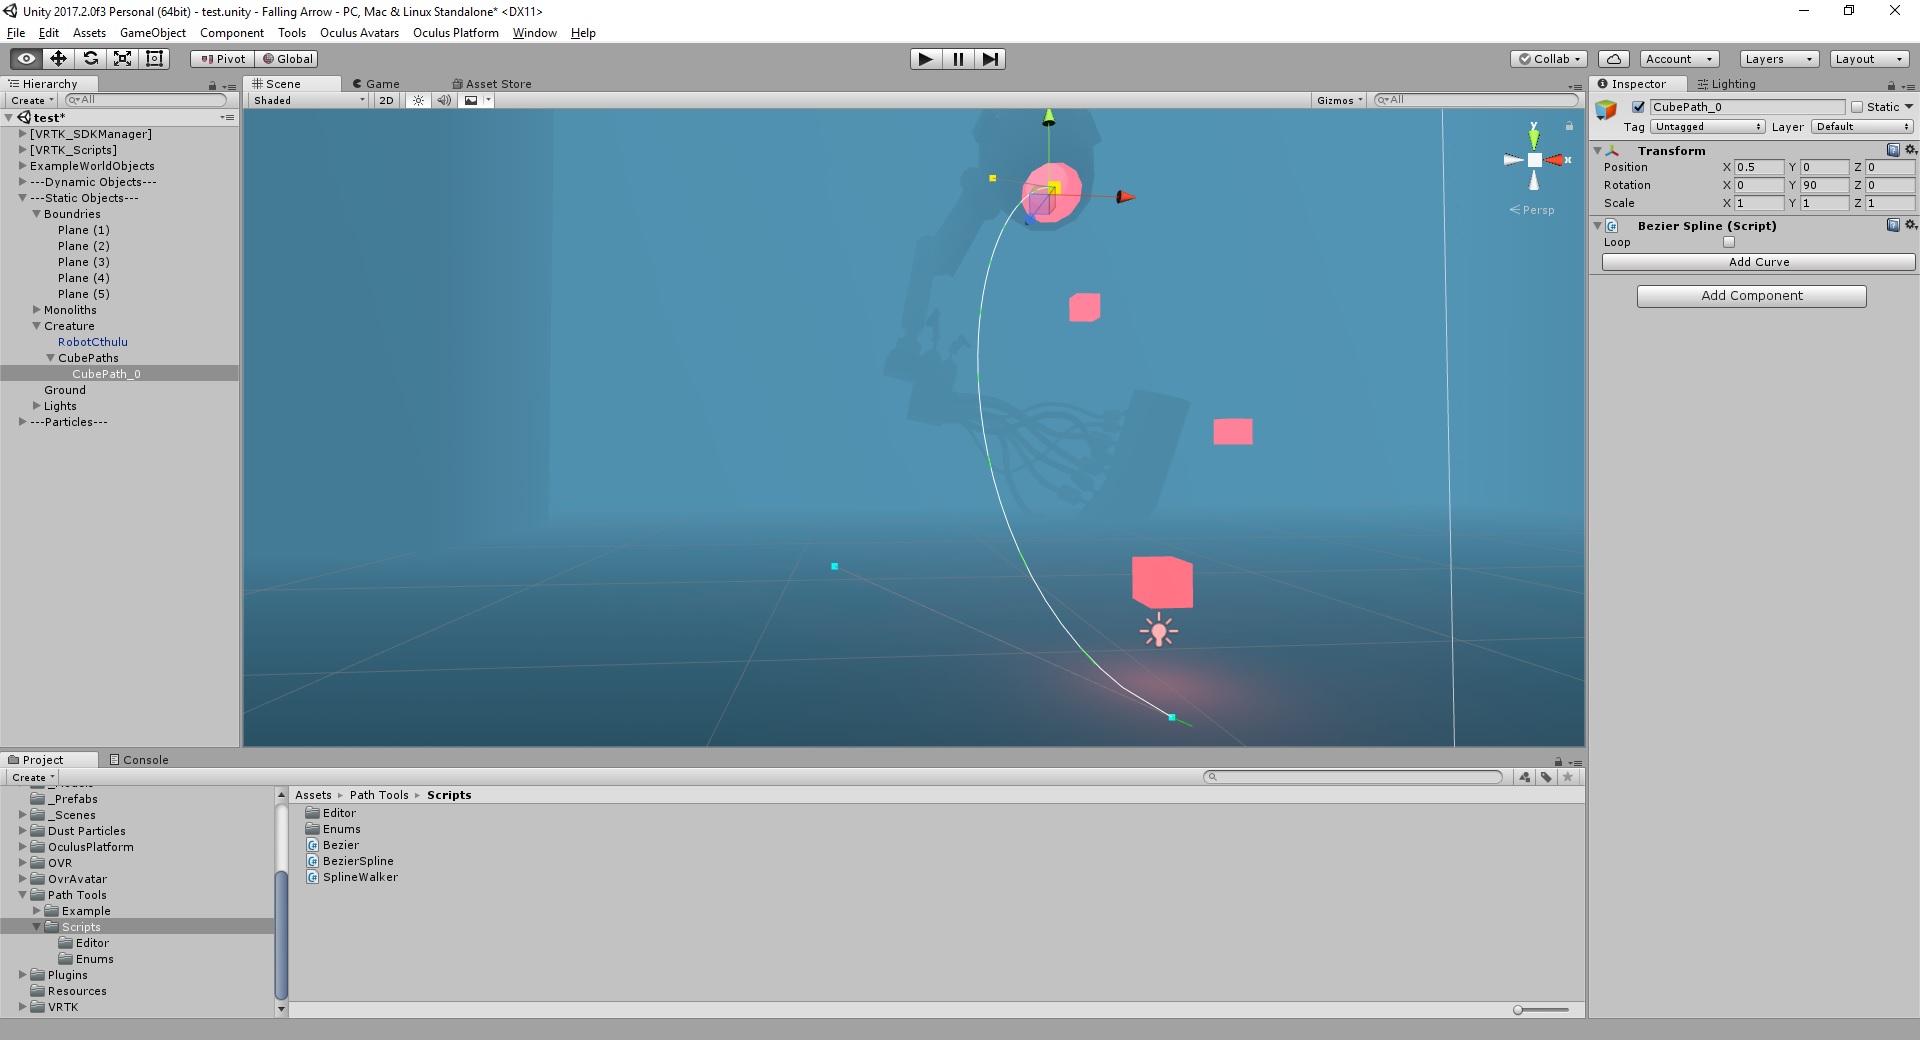 Unity 2017.2.0f3 Personal (64bit) - test.unity - Falling Arrow - PC, Mac & Linux Standalone* <DX11>
File Edit Assets GameObject Component Tools Oculus Avatars Oculus Platform Window Help
Pivot Global Collab Account Layers Layout
Hierarchy
Create All
test*
[VRTK_SDKManager]
[VRTK_Scripts]
ExampleWorldObjects
---Dynamic Objects---
---Static Objects---
Boundries
Plane (1)
Plane (2)
Plane (3)
Plane (4)
Plane (5)
Monoliths
Creature
RobotCthulu
CubePaths
CubePath_0
Ground
Lights
---Particles---
Scene Game Asset Store
Shaded 2D Gizmos All
y
x
Persp
Inspector Lighting
CubePath_0 Static
Tag Untagged Layer Default
Transform
Position X 0.5 Y 0 Z 0
Rotation X 0 Y 90 Z 0
Scale X 1 Y 1 Z 1
Bezier Spline (Script)
Loop
Add Curve
Add Component
Project Console
Create
_Prefabs
_Scenes
Dust Particles
OculusPlatform
OVR
OvrAvatar
Path Tools
Example
Scripts
Editor
Enums
Plugins
Resources
VRTK
Assets Path Tools Scripts
Editor
Enums
Bezier
BezierSpline
SplineWalker